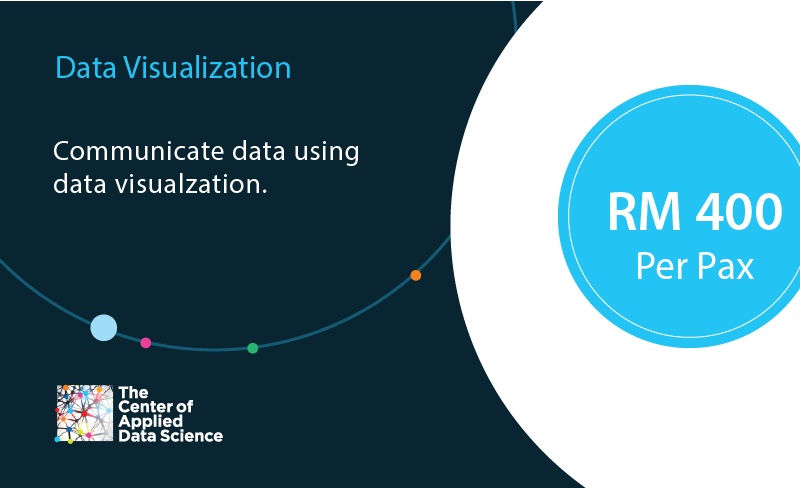 Data Visualization
Communicate data using
data visualzation.
RM 400
Per Pax
The
Center of
Applied
Data Science